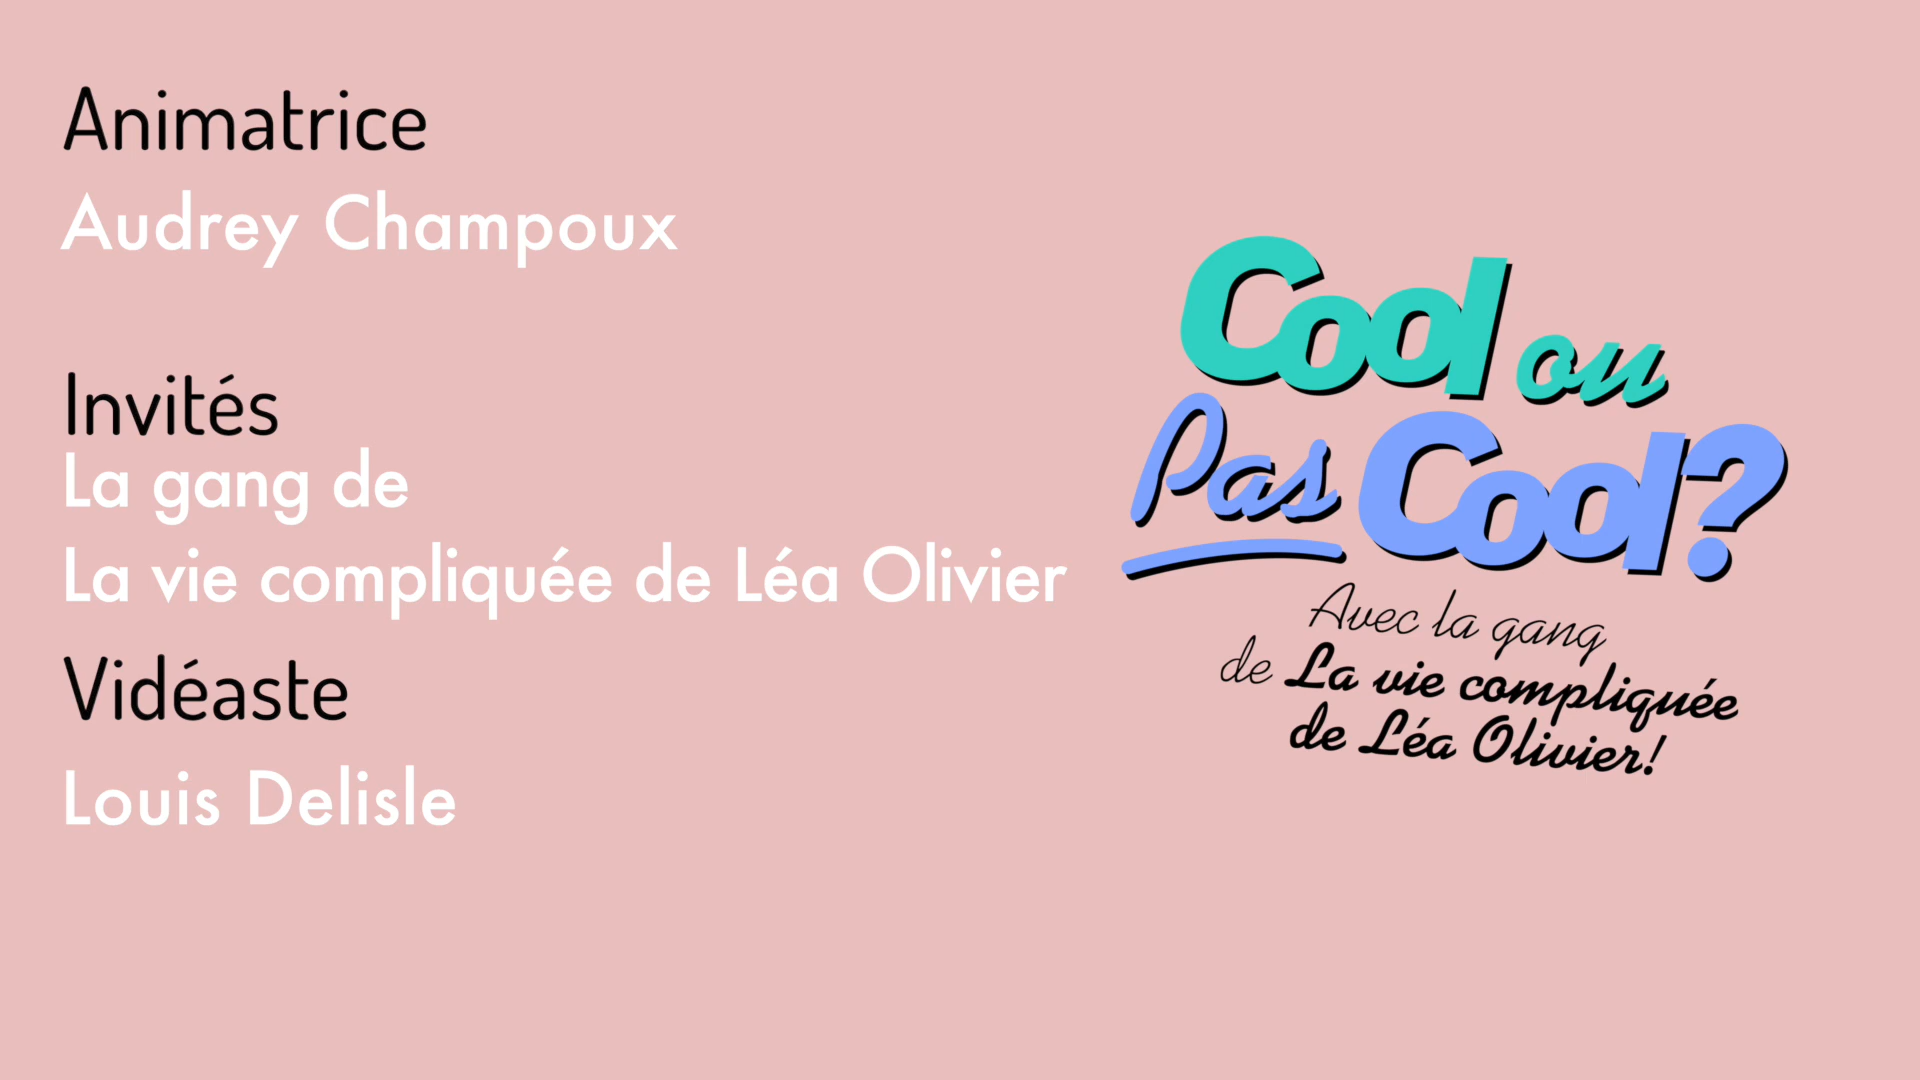 Animatrice
Audrey Champoux
Invités
La gang de
La vie compliquée de Léa Olivier
Vidéaste
Louis Delisle
Cool ou
Pas Cool?
Avec la gang
de La vie compliquée
de Léa Olivier!